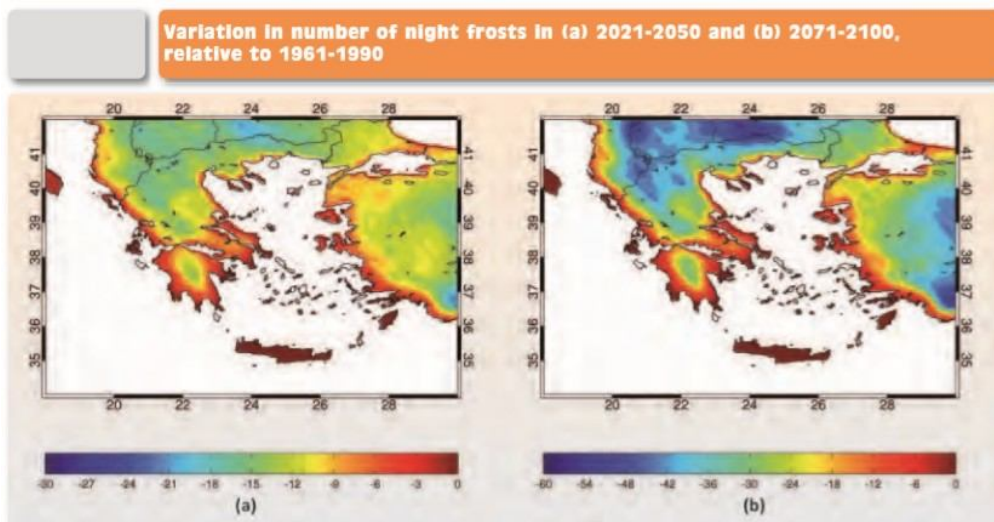 Variation in number of night frosts in (a) 2021-2050 and (b) 2071-2100,
relative to 1961-1990
20 22 24 26 28
41 40 39 38 37 36 35
41 40 39 38 37 36 35
20 22 24 26 28
-30 -27 -24 -21 -18 -15 -12 -9 -6 -3 0
(a)
20 22 24 26 28
41 40 39 38 37 36 35
41 40 39 38 37 36 35
20 22 24 26 28
-60 -54 -48 -42 -36 -30 -24 -18 -12 -6 0
(b)